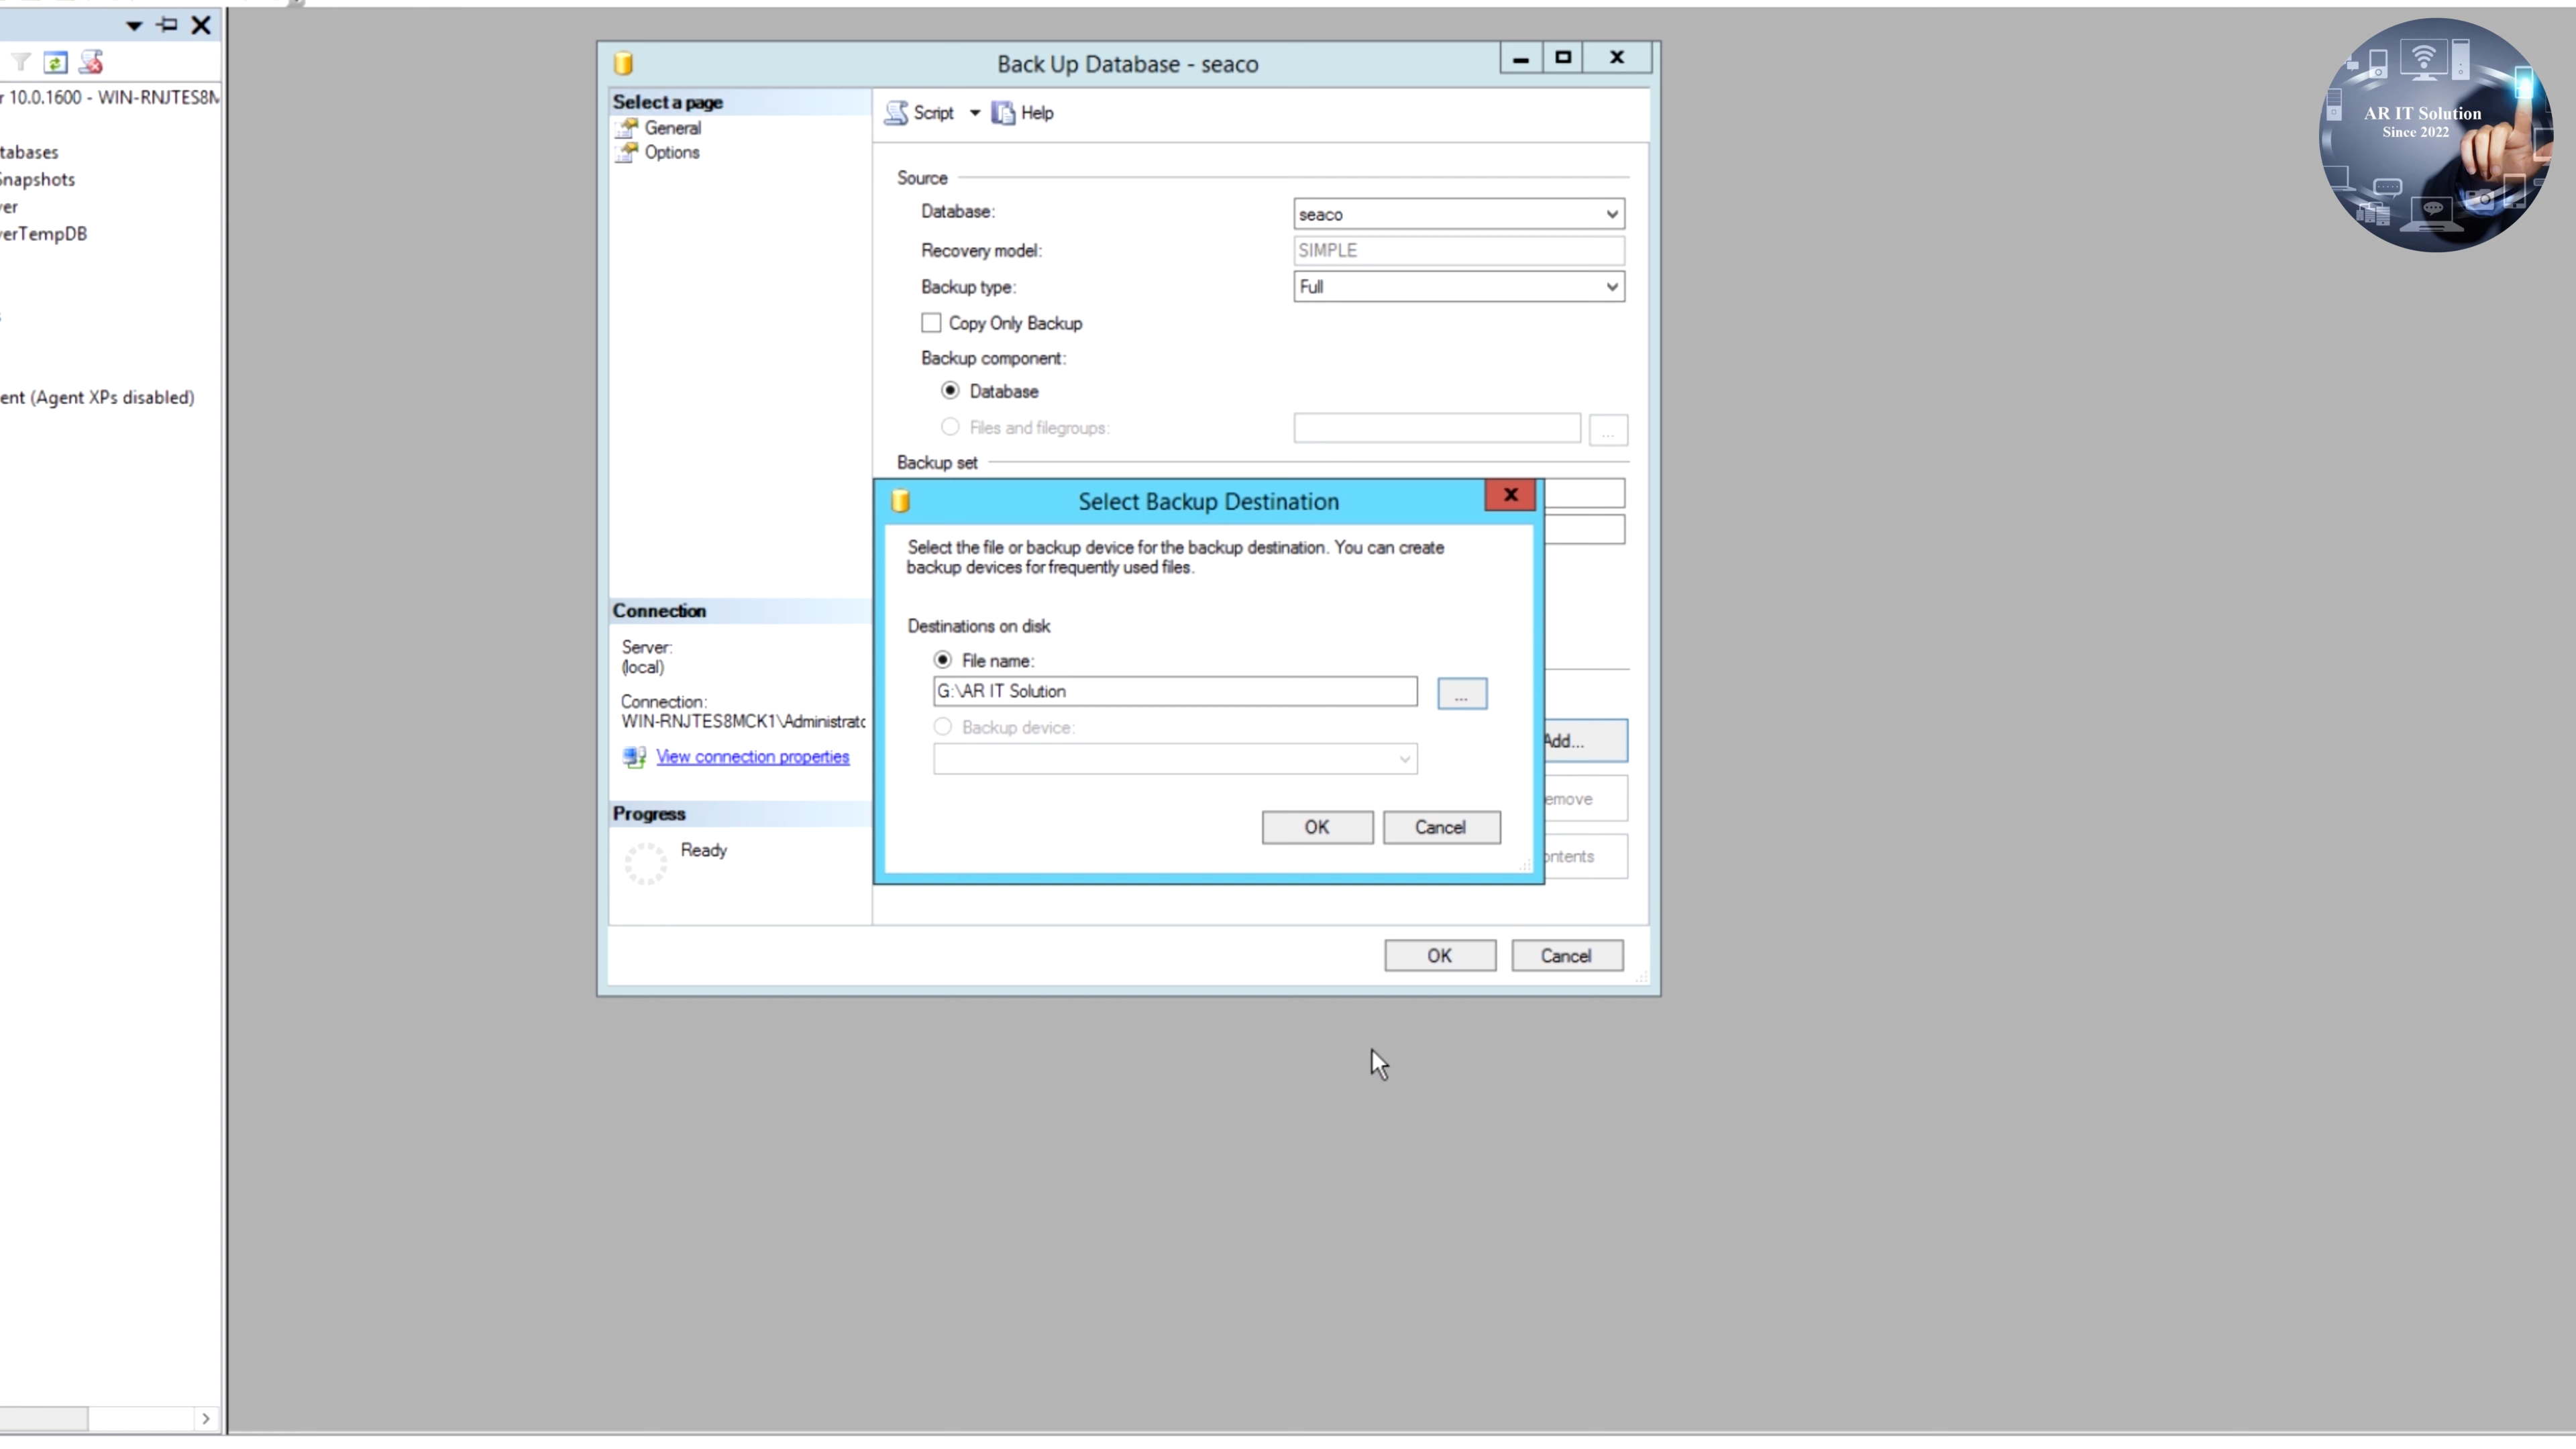 r 10.0.1600 - WIN-RNJTES8M
tabases
Snapshots
ver
verTempDB
ent (Agent XPs disabled)
Back Up Database - seaco
Select a page
General
Options
Script
Help
Source
Database:
seaco
Recovery model:
SIMPLE
Backup type:
Full
Copy Only Backup
Backup component:
Database
Files and filegroups:
...
Backup set
Select Backup Destination
Select the file or backup device for the backup destination. You can create
backup devices for frequently used files.
Destinations on disk
File name:
G:\AR IT Solution
...
Backup device:
OK
Cancel
Add...
emove
ontents
Connection
Server:
(local)
Connection:
WIN-RNJTES8MCK1\Administratc
View connection properties
Progress
Ready
OK
Cancel
AR IT Solution
Since 2022